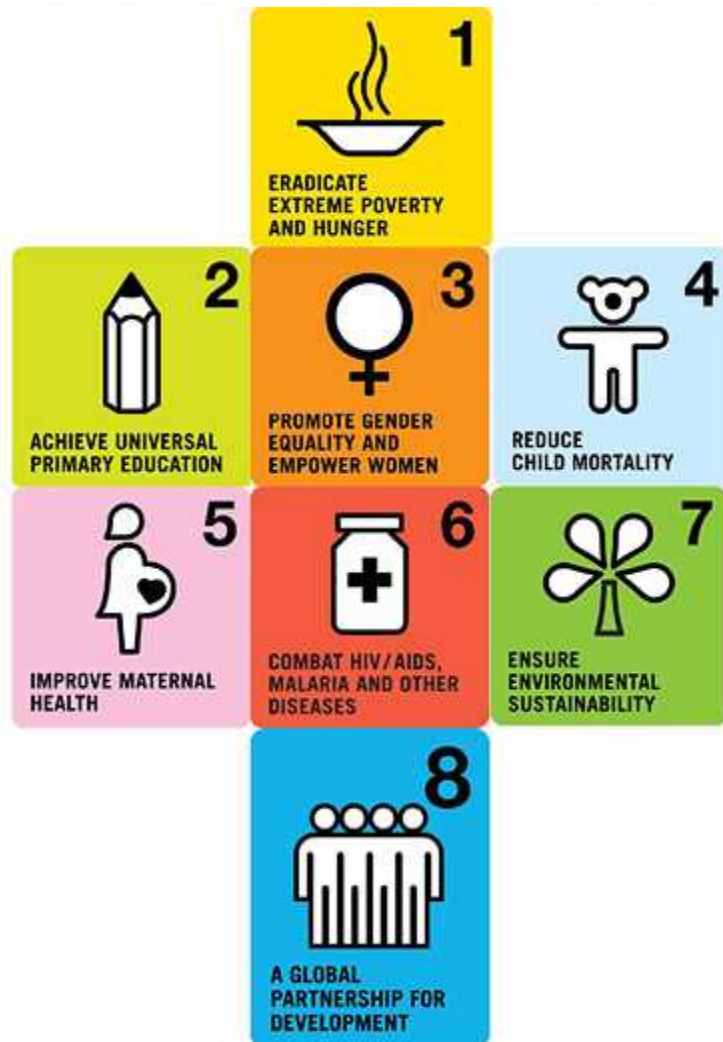 1
ERADICATE
EXTREME POVERTY
AND HUNGER
2
ACHIEVE UNIVERSAL
PRIMARY EDUCATION
3
PROMOTE GENDER
EQUALITY AND
EMPOWER WOMEN
4
REDUCE
CHILD MORTALITY
5
IMPROVE MATERNAL
HEALTH
6
COMBAT HIV/AIDS,
MALARIA AND OTHER
DISEASES
7
ENSURE
ENVIRONMENTAL
SUSTAINABILITY
8
A GLOBAL
PARTNERSHIP FOR
DEVELOPMENT